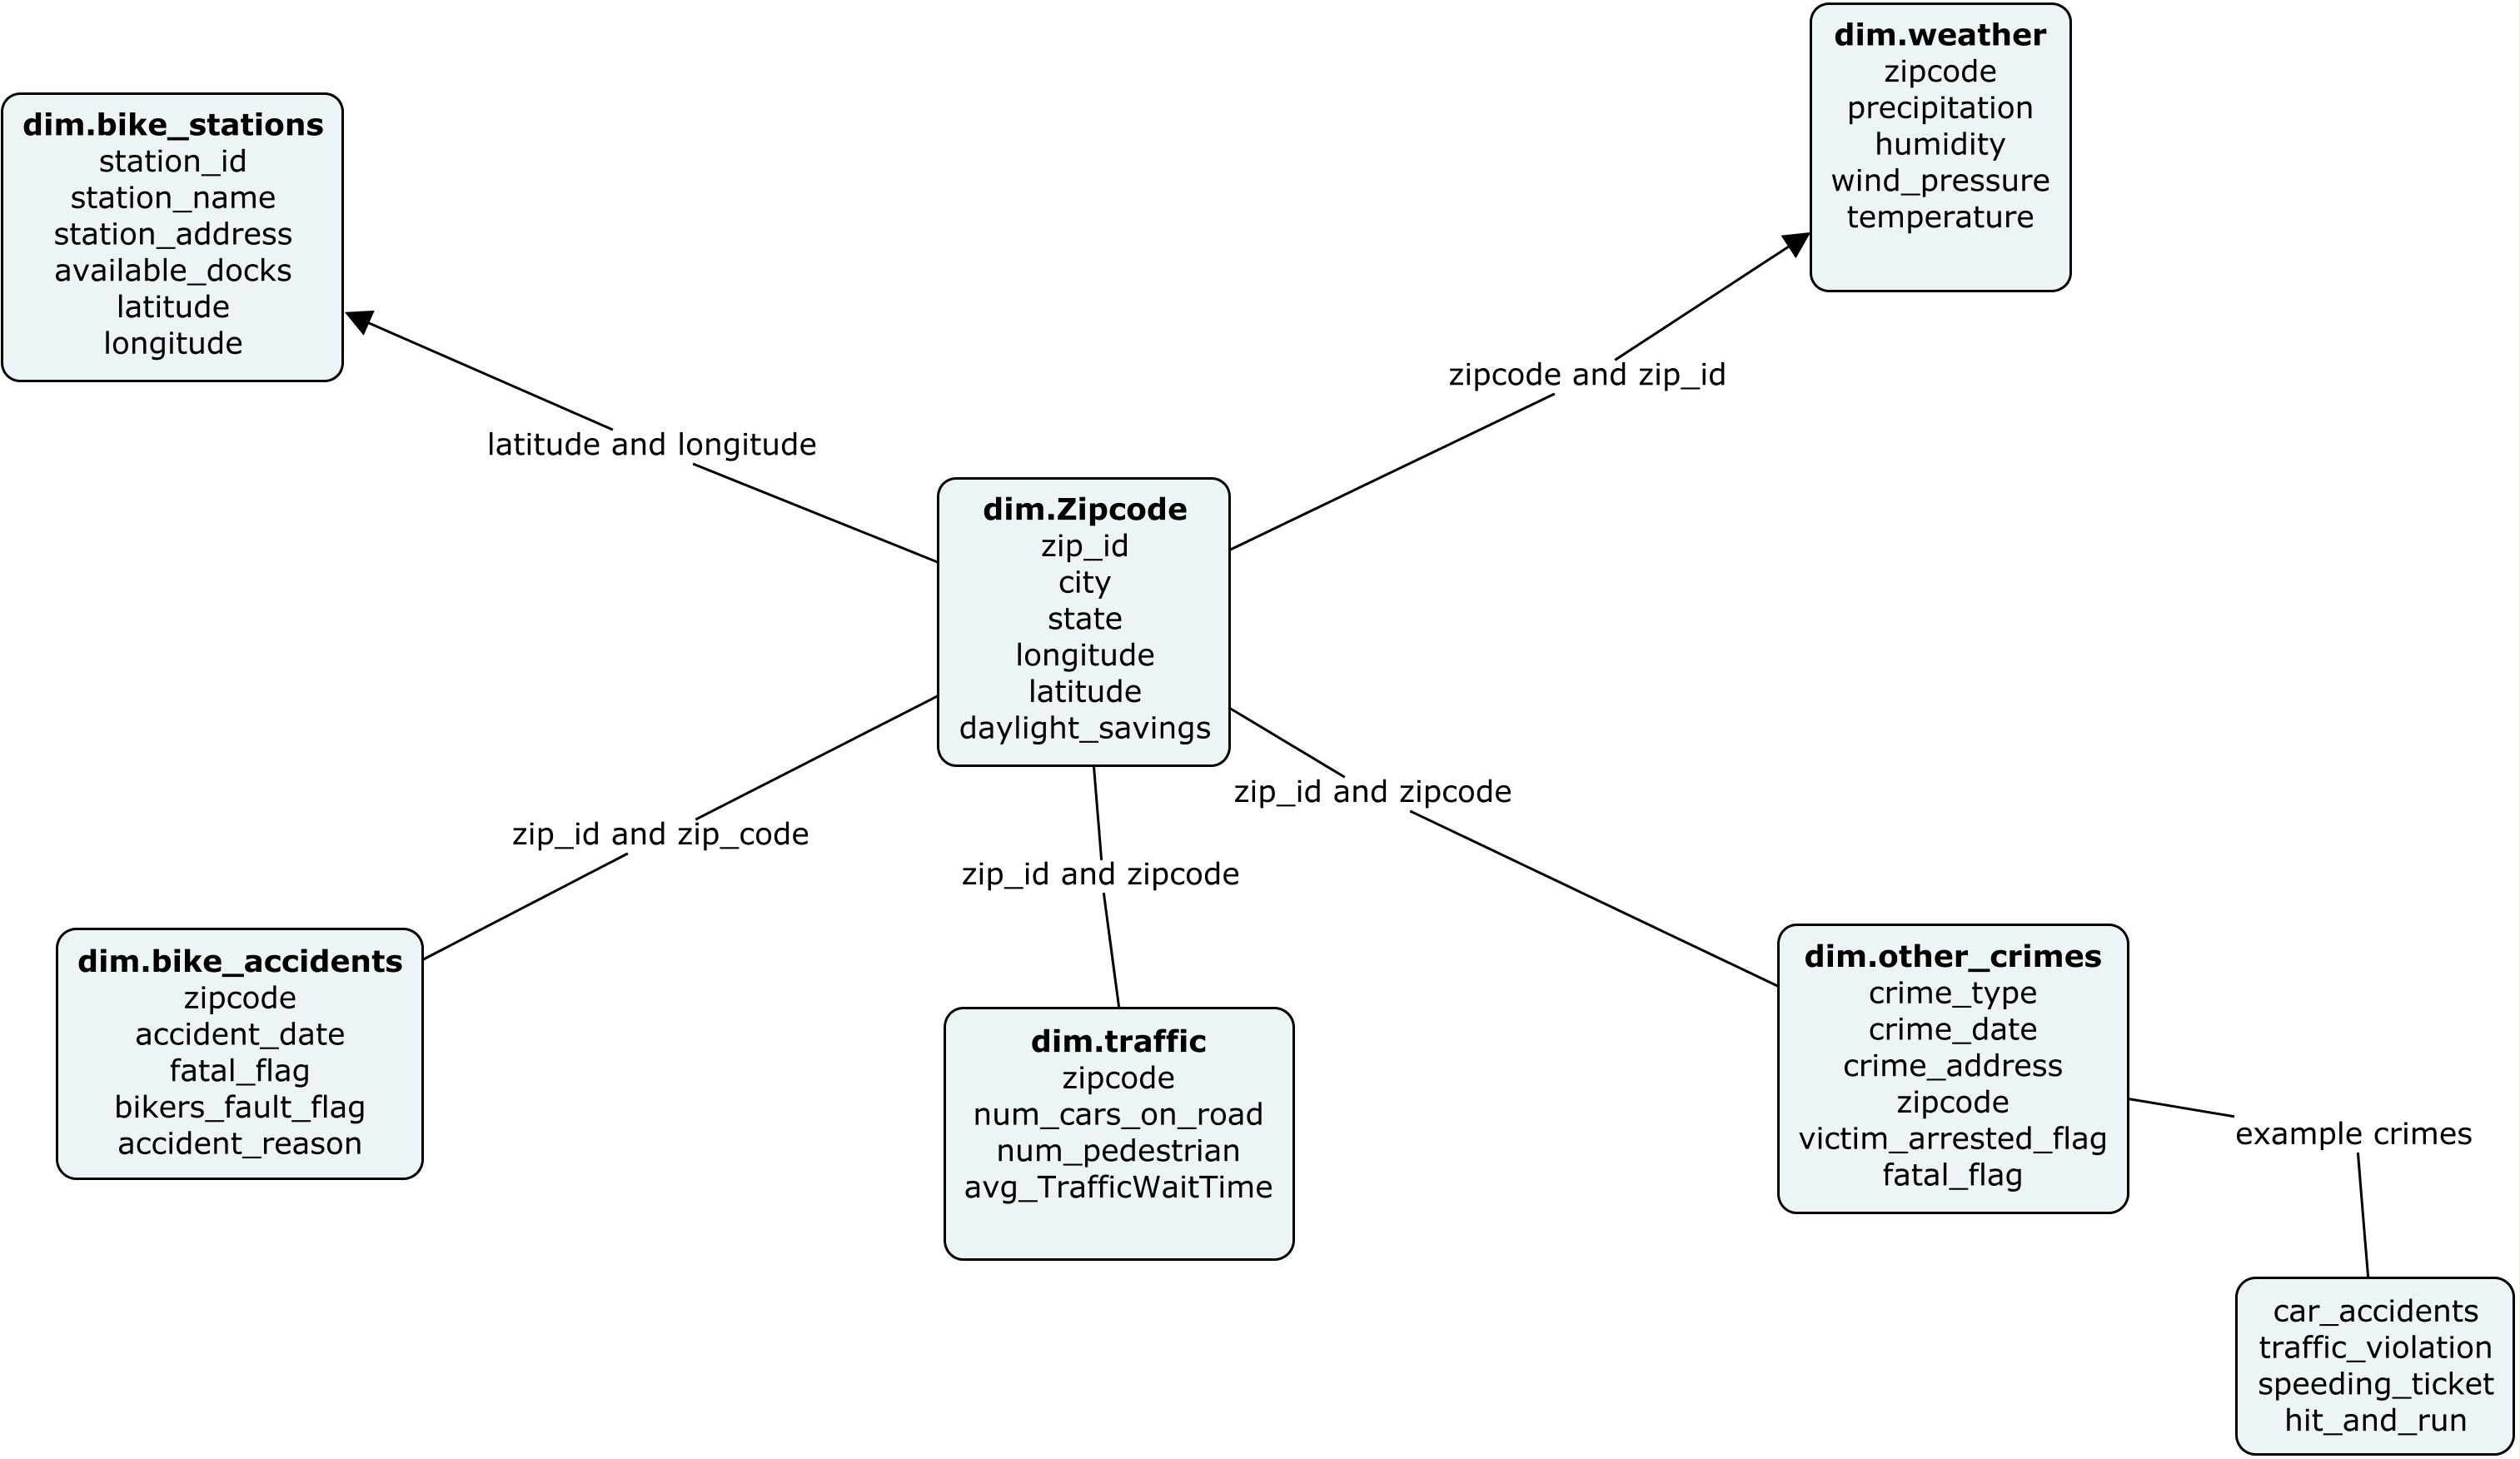 dim.weather
zipcode
precipitation
humidity
wind_pressure
temperature
dim.bike_stations
station_id
station_name
station_address
available_docks
latitude
longitude
zipcode and zip_id
latitude and longitude
dim.Zipcode
zip_id
city
state
longitude
latitude
daylight_savings
zip_id and zipcode
zip_id and zip_code
zip_id and zipcode
dim.bike_accidents
zipcode
accident_date
fatal_flag
bikers_fault_flag
accident_reason
dim.traffic
zipcode
num_cars_on_road
num_pedestrian
avg_TrafficWaitTime
dim.other_crimes
crime_type
crime_date
crime_address
zipcode
victim_arrested_flag
fatal_flag
example crimes
car_accidents
traffic_violation
speeding_ticket
hit_and_run